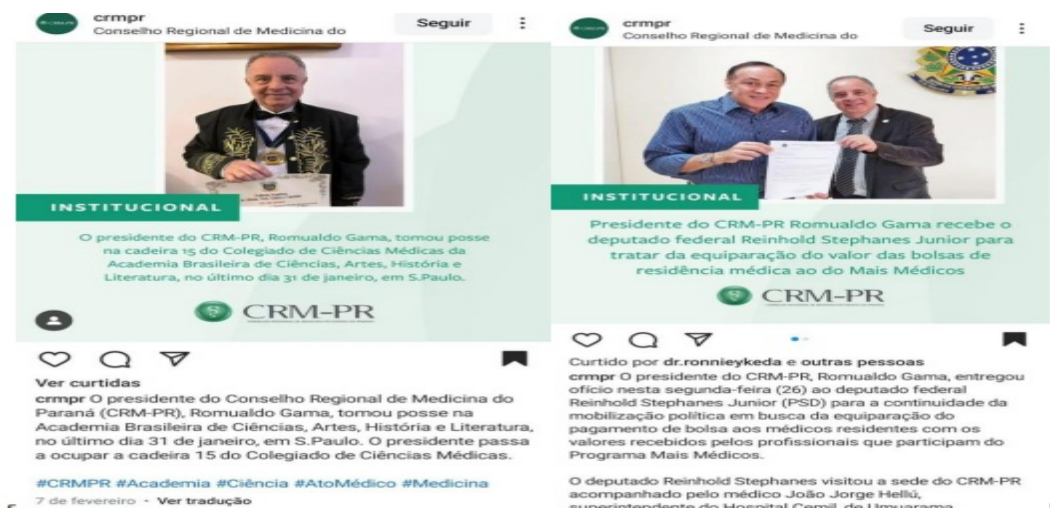 crmpr
Conselho Regional de Medicina do
Seguir
INSTITUCIONAL
O presidente do CRM-PR, Romualdo Gama, tomou posse
na cadeira 15 do Colegiado de Ciências Médicas da
Academia Brasileira de Ciências, Artes, História e
Literatura, no último dia 31 de janeiro, em S.Paulo.
CRM-PR
Ver curtidas
crmpr O presidente do Conselho Regional de Medicina do
Paraná (CRM-PR), Romualdo Gama, tomou posse na
Academia Brasileira de Ciências, Artes, História e Literatura,
no último dia 31 de janeiro, em S.Paulo. O presidente passa
a ocupar a cadeira 15 do Colegiado de Ciências Médicas.
#CRMPR #Academia #Ciência #AtoMédico #Medicina
7 de fevereiro · Ver tradução
crmpr
Conselho Regional de Medicina do
Seguir
INSTITUCIONAL
Presidente do CRM-PR Romualdo Gama recebe o
deputado federal Reinhold Stephanes Junior para
tratar da equiparação do valor das bolsas de
residência médica ao do Mais Médicos
CRM-PR
Curtido por dr.ronnieykeda e outras pessoas
crmpr O presidente do CRM-PR, Romualdo Gama, entregou
ofício nesta segunda-feira (26) ao deputado federal
Reinhold Stephanes Junior (PSD) para a continuidade da
mobilização política em busca da equiparação do
pagamento de bolsa aos médicos residentes com os
valores recebidos pelos profissionais que participam do
Programa Mais Médicos.
O deputado Reinhold Stephanes visitou a sede do CRM-PR
acompanhado pelo médico João Jorge Hellú,
superintendente do Hospital Cemil, de Umuarama